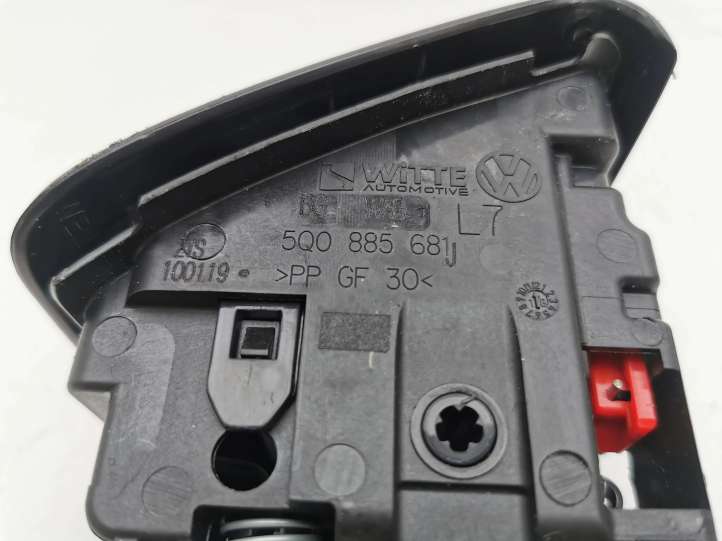 WITTE
AUTOMOTIVE
L7
5Q0 885 681J
100119
>PP GF 30<